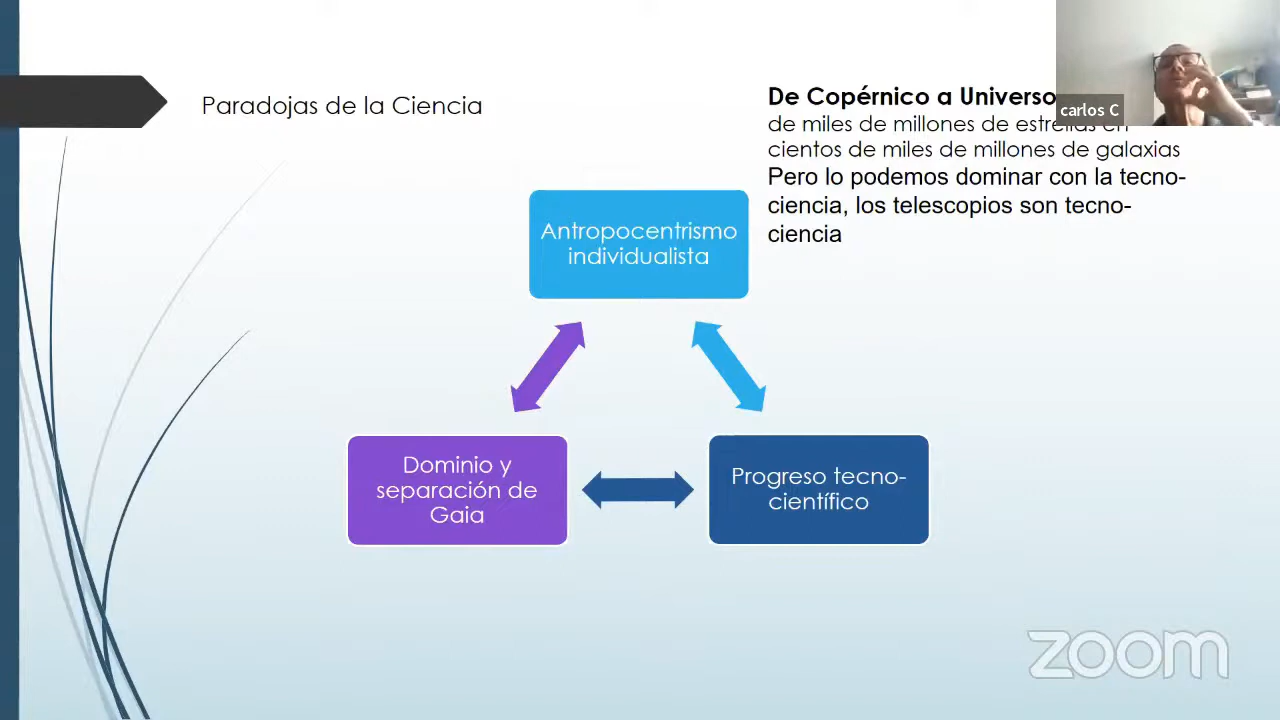 Paradojas de la Ciencia
De Copérnico a Universo
de miles de millones de estrellas en
cientos de miles de millones de galaxias
Pero lo podemos dominar con la tecno-
ciencia, los telescopios son tecno-
ciencia
carlos C
Antropocentrismo
individualista
Dominio y
separación de
Gaia
Progreso tecno-
científico
zoom